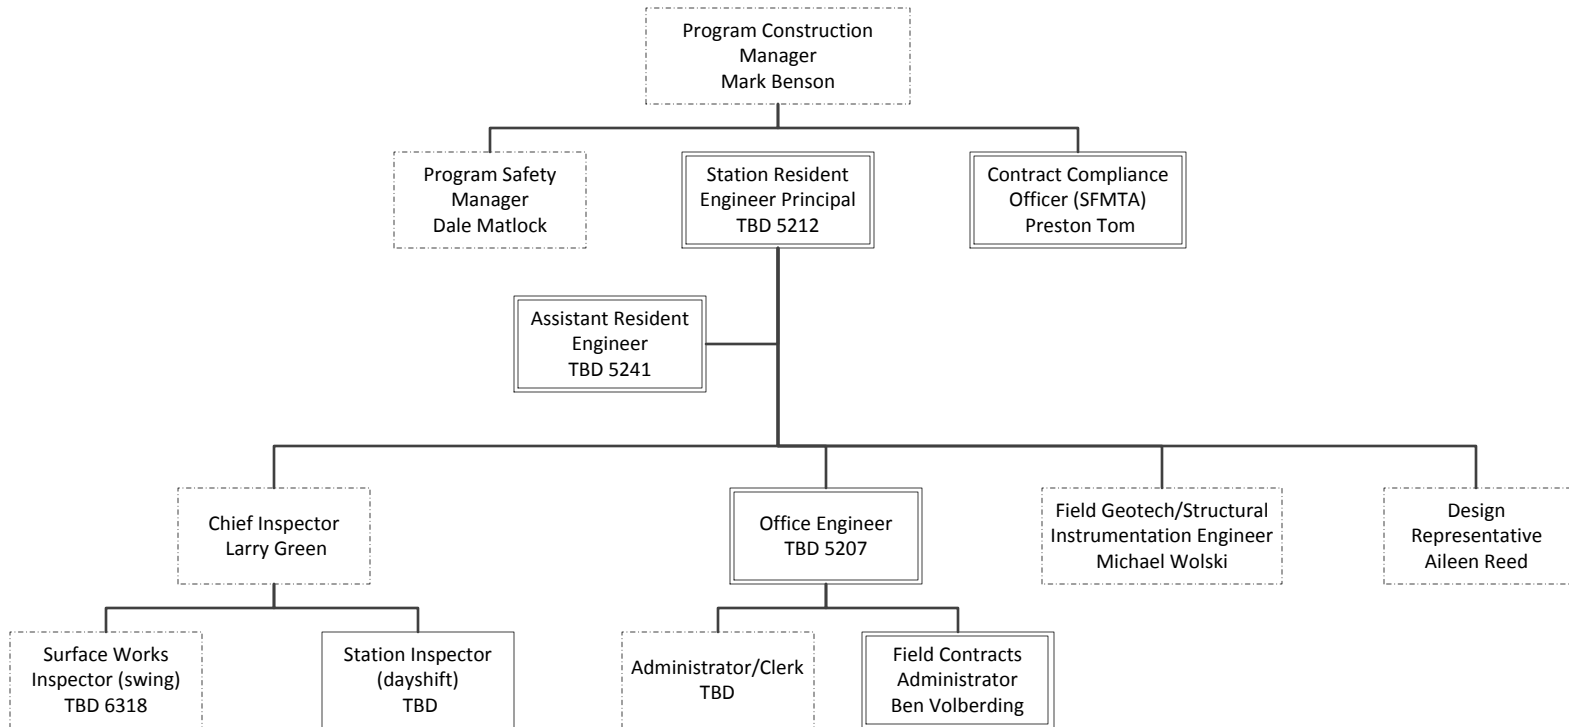 Program Construction
Manager
Mark Benson
Program Safety
Manager
Dale Matlock
Station Resident
Engineer Principal
TBD 5212
Contract Compliance
Officer (SFMTA)
Preston Tom
Assistant Resident
Engineer
TBD 5241
Chief Inspector
Larry Green
Office Engineer
TBD 5207
Field Geotech/Structural
Instrumentation Engineer
Michael Wolski
Design
Representative
Aileen Reed
Surface Works
Inspector (swing)
TBD 6318
Station Inspector
(dayshift)
TBD
Administrator/Clerk
TBD
Field Contracts
Administrator
Ben Volberding